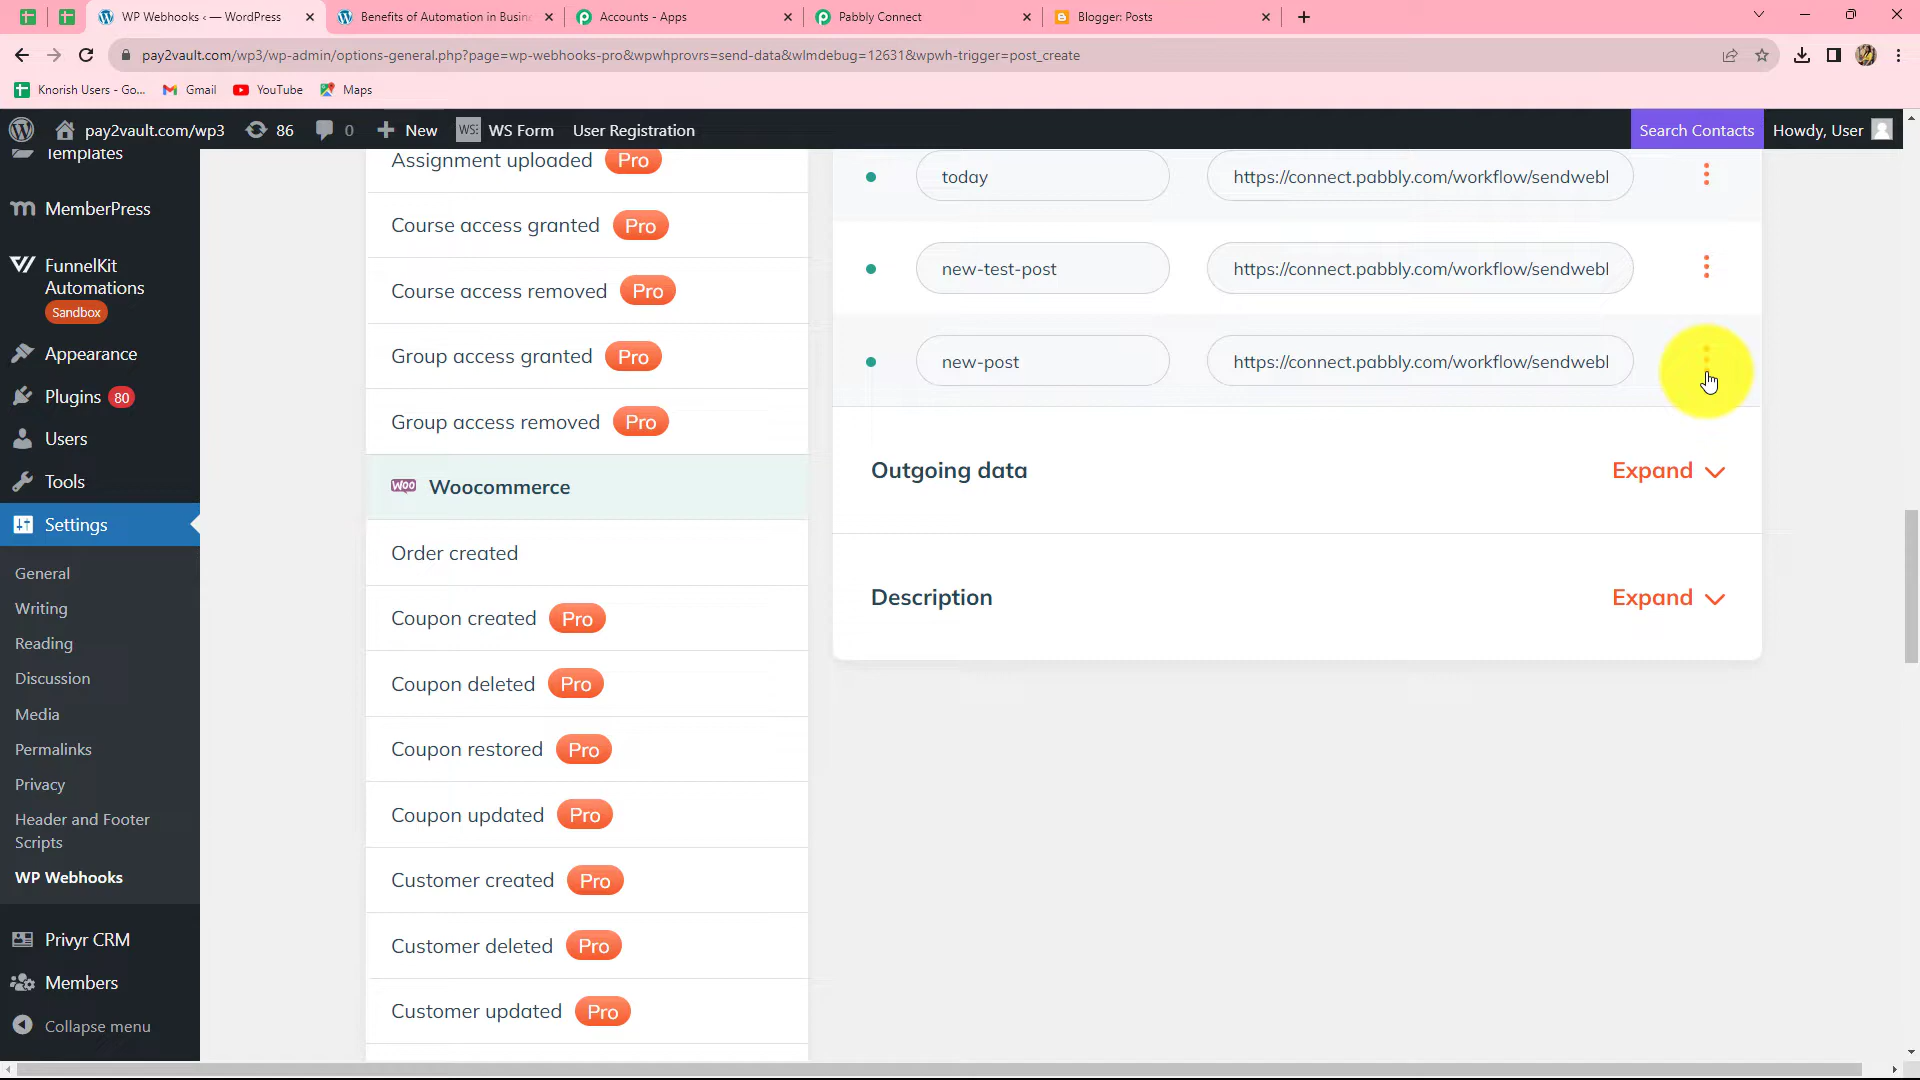 WP Webhooks ‹ — WordPress
Benefits of Automation in Busin
Accounts - Apps
Pabbly Connect
Blogger: Posts
pay2vault.com/wp3/wp-admin/options-general.php?page=wp-webhooks-pro&wpwhprovrs=send-data&wlmdebug=12631&wpwh-trigger=post_create
Knorish Users - Go...
Gmail
YouTube
Maps
pay2vault.com/wp3
86
0
New
WS Form
User Registration
Search Contacts
Howdy, User
Templates
MemberPress
FunnelKit
Automations
Sandbox
Appearance
Plugins 80
Users
Tools
Settings
General
Writing
Reading
Discussion
Media
Permalinks
Privacy
Header and Footer
Scripts
WP Webhooks
Privyr CRM
Members
Collapse menu
Assignment uploaded Pro
Course access granted Pro
Course access removed Pro
Group access granted Pro
Group access removed Pro
Woo Woocommerce
Order created
Coupon created Pro
Coupon deleted Pro
Coupon restored Pro
Coupon updated Pro
Customer created Pro
Customer deleted Pro
Customer updated Pro
today https://connect.pabbly.com/workflow/sendwebl
new-test-post https://connect.pabbly.com/workflow/sendwebl
new-post https://connect.pabbly.com/workflow/sendwebl
Outgoing data Expand
Description Expand